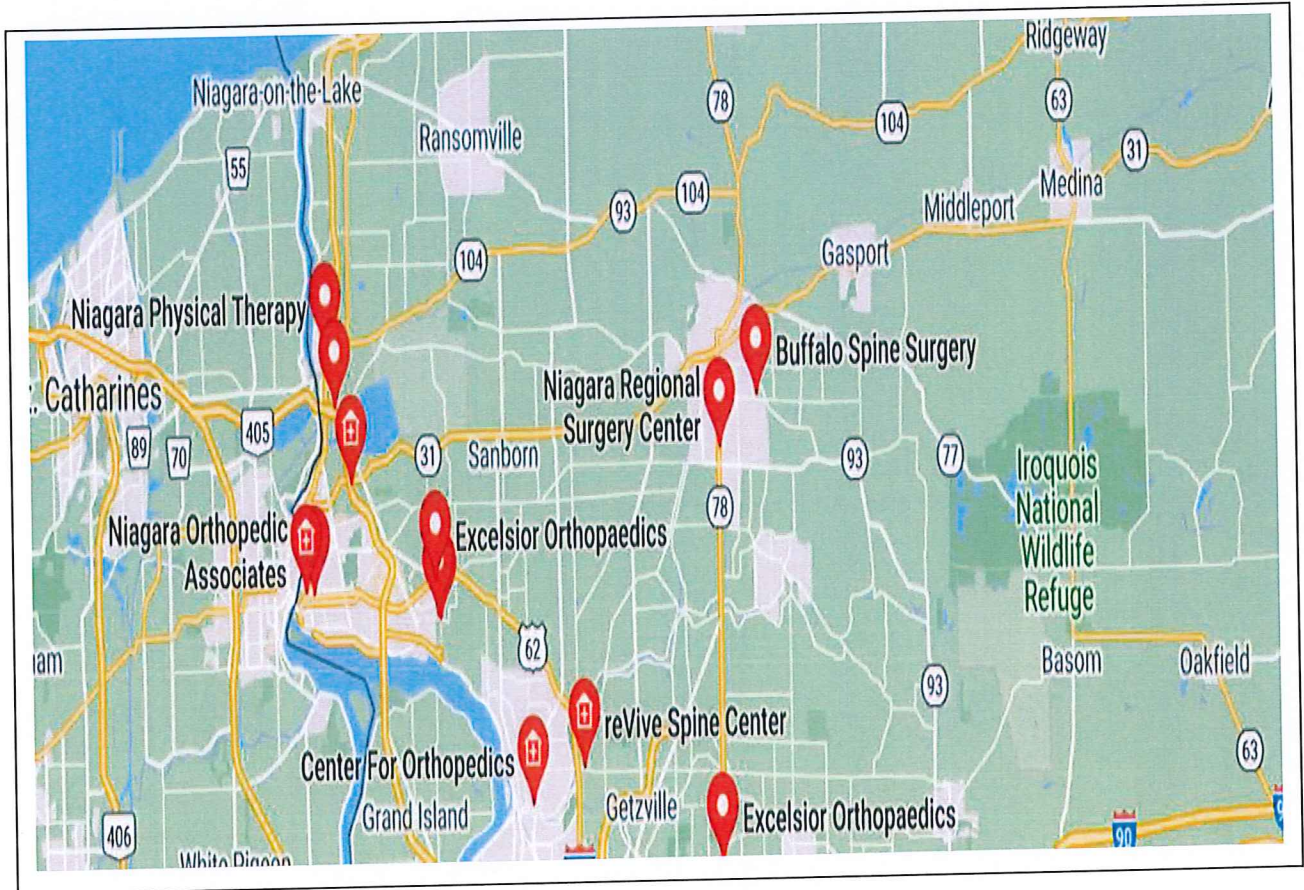 Ridgeway
Niagara-on-the-Lake
78
63
104
Ransomville
31
55
Medina
104
93
Middleport
Gasport
104
Niagara Physical Therapy
Buffalo Spine Surgery
Niagara Regional
Surgery Center
Catharines
405
89
70
31
Sanborn
93
77
Iroquois
National
Wildlife
Refuge
78
Niagara Orthopedic
Associates
Excelsior Orthopaedics
62
Basom
Oakfield
93
reVive Spine Center
Center For Orthopedics
63
Grand Island
Getzville
Excelsior Orthopaedics
406
90
White Pigeon